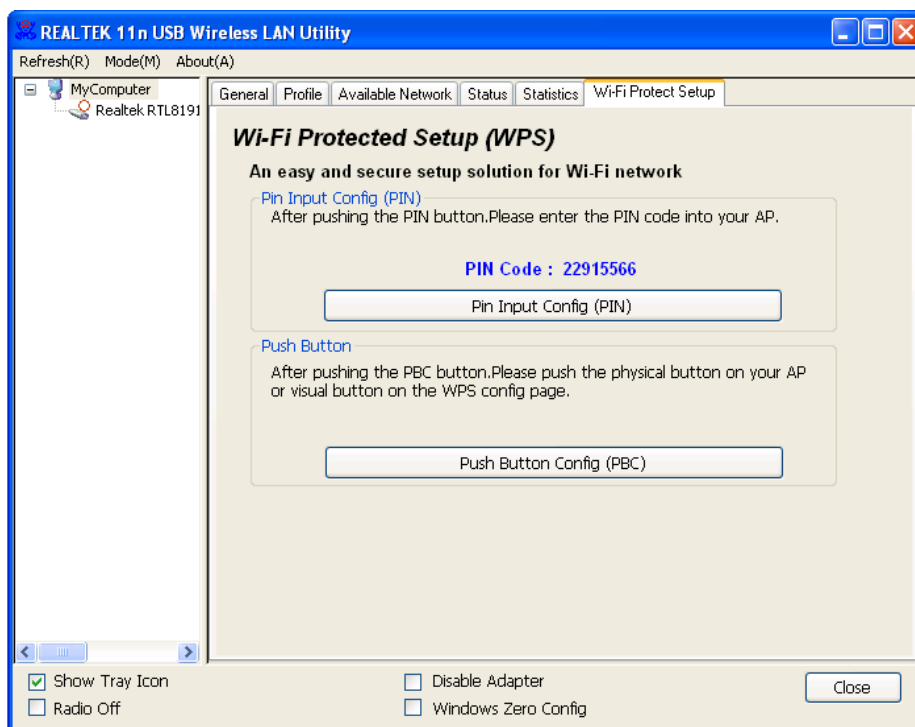 REALTEK 11n USB Wireless LAN Utility
Refresh(R) Mode(M) About(A)
MyComputer
Realtek RTL8191
General Profile Available Network Status Statistics Wi-Fi Protect Setup
Wi-Fi Protected Setup (WPS)
An easy and secure setup solution for Wi-Fi network
Pin Input Config (PIN)
After pushing the PIN button.Please enter the PIN code into your AP.
PIN Code : 22915566
Pin Input Config (PIN)
Push Button
After pushing the PBC button.Please push the physical button on your AP
or visual button on the WPS config page.
Push Button Config (PBC)
Show Tray Icon
Radio Off
Disable Adapter
Windows Zero Config
Close